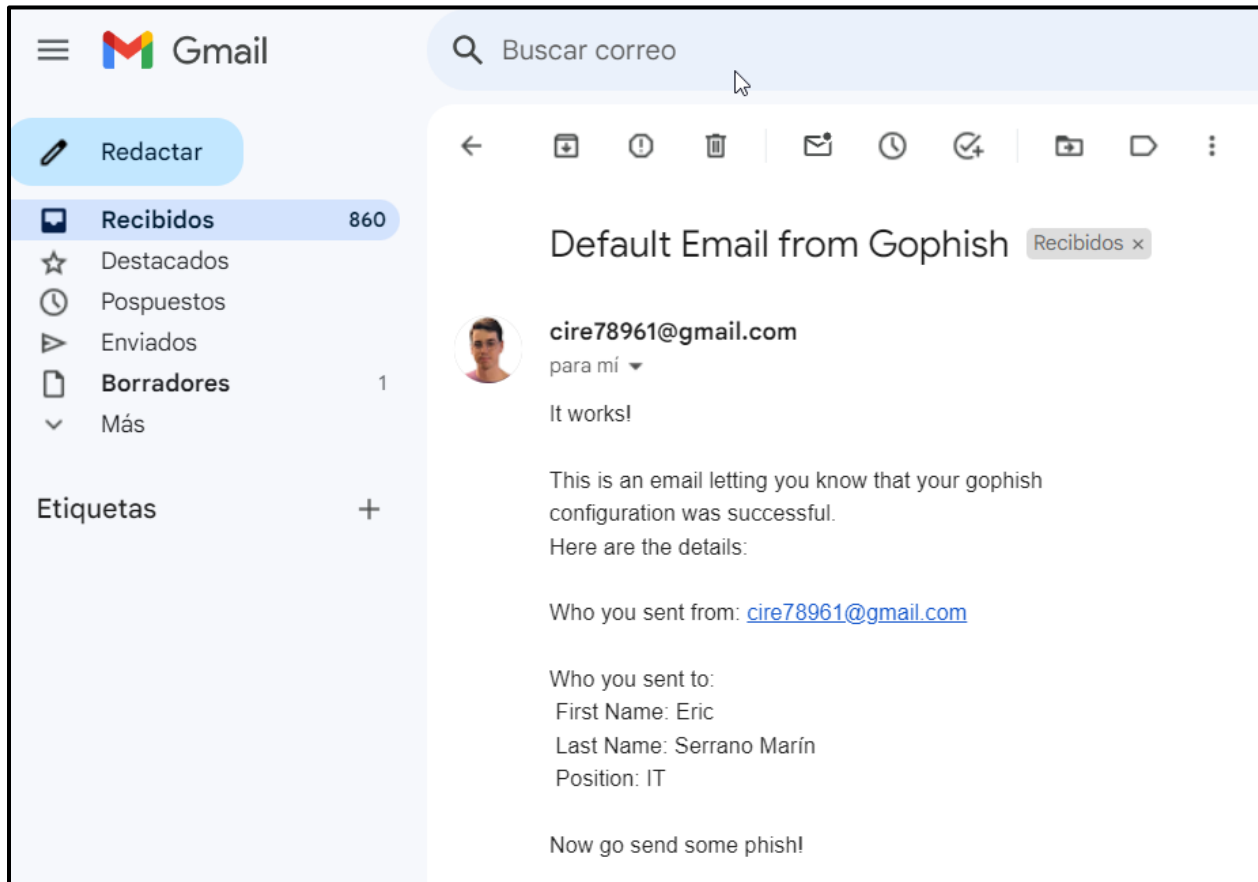 Gmail
Buscar correo
Redactar
Recibidos 860
Destacados
Pospuestos
Enviados
Borradores 1
Más
Etiquetas
Default Email from Gophish Recibidos ×
cire78961@gmail.com
para mí
It works!
This is an email letting you know that your gophish
configuration was successful.
Here are the details:
Who you sent from: cire78961@gmail.com
Who you sent to:
First Name: Eric
Last Name: Serrano Marín
Position: IT
Now go send some phish!